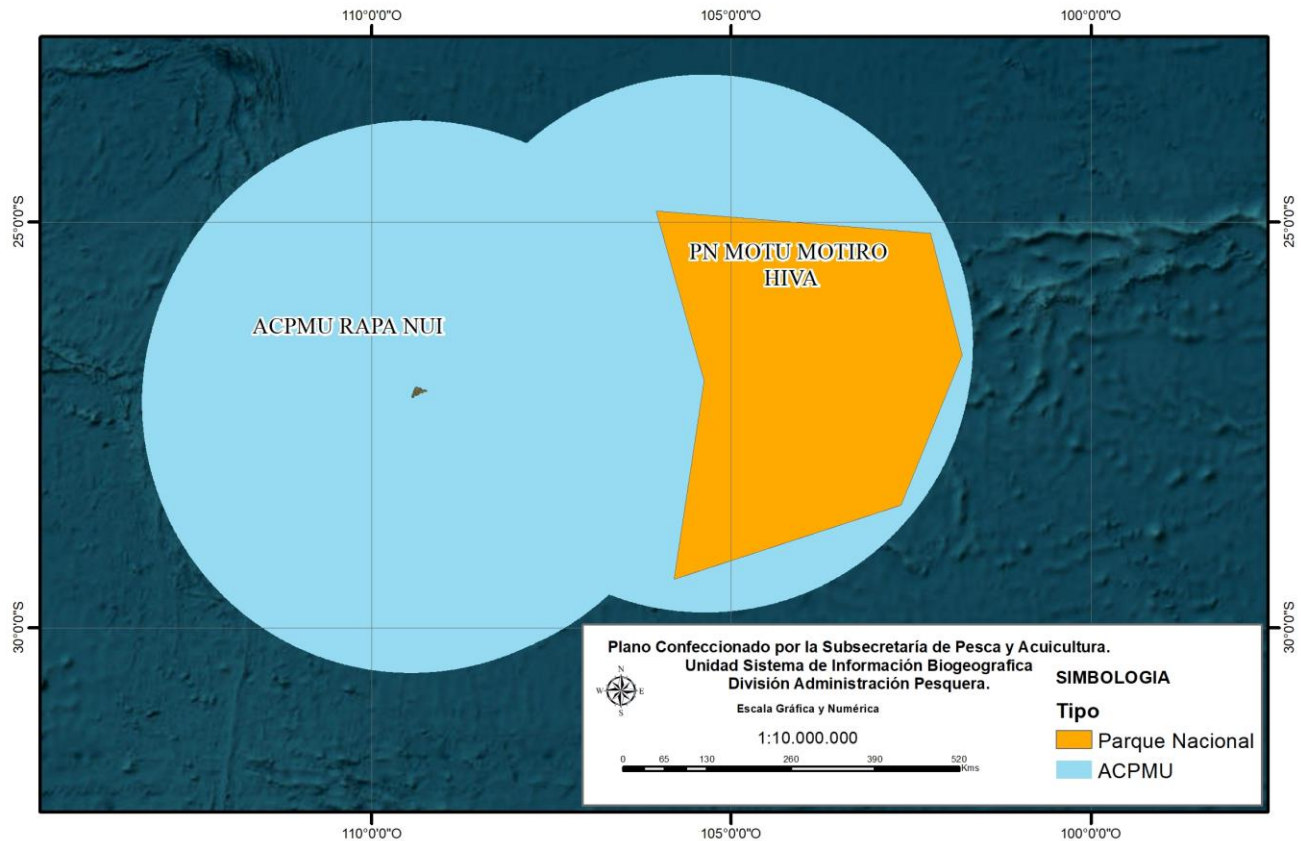 110°0'0"O 105°0'0"O 100°0'0"O
25°0'0"S 25°0'0"S
PN MOTU MOTIRO
HIVA
ACPMU RAPA NUI
30°0'0"S 30°0'0"S
Plano Confeccionado por la Subsecretaría de Pesca y Acuicultura.
Unidad Sistema de Información Biogeografica
División Administración Pesquera.
N
W E
S
Escala Gráfica y Numérica
1:10.000.000
0 65 130 260 390 520
Kms
SIMBOLOGIA
Tipo
Parque Nacional
ACPMU
110°0'0"O 105°0'0"O 100°0'0"O